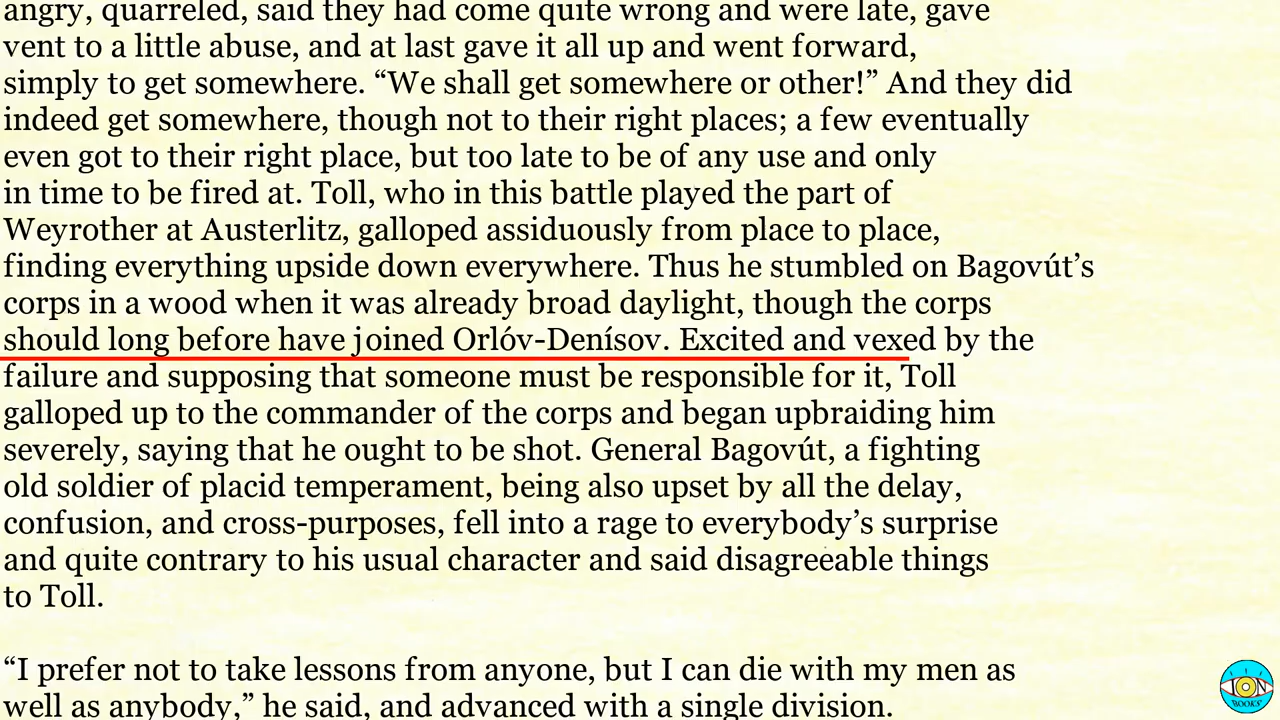 angry, quarreled, said they had come quite wrong and were late, gave
vent to a little abuse, and at last gave it all up and went forward,
simply to get somewhere. “We shall get somewhere or other!” And they did
indeed get somewhere, though not to their right places; a few eventually
even got to their right place, but too late to be of any use and only
in time to be fired at. Toll, who in this battle played the part of
Weyrother at Austerlitz, galloped assiduously from place to place,
finding everything upside down everywhere. Thus he stumbled on Bagovút’s
corps in a wood when it was already broad daylight, though the corps
should long before have joined Orlóv-Denísov. Excited and vexed by the
failure and supposing that someone must be responsible for it, Toll
galloped up to the commander of the corps and began upbraiding him
severely, saying that he ought to be shot. General Bagovút, a fighting
old soldier of placid temperament, being also upset by all the delay,
confusion, and cross-purposes, fell into a rage to everybody’s surprise
and quite contrary to his usual character and said disagreeable things
to Toll.
“I prefer not to take lessons from anyone, but I can die with my men as
well as anybody,” he said, and advanced with a single division.
ION
BOOKS